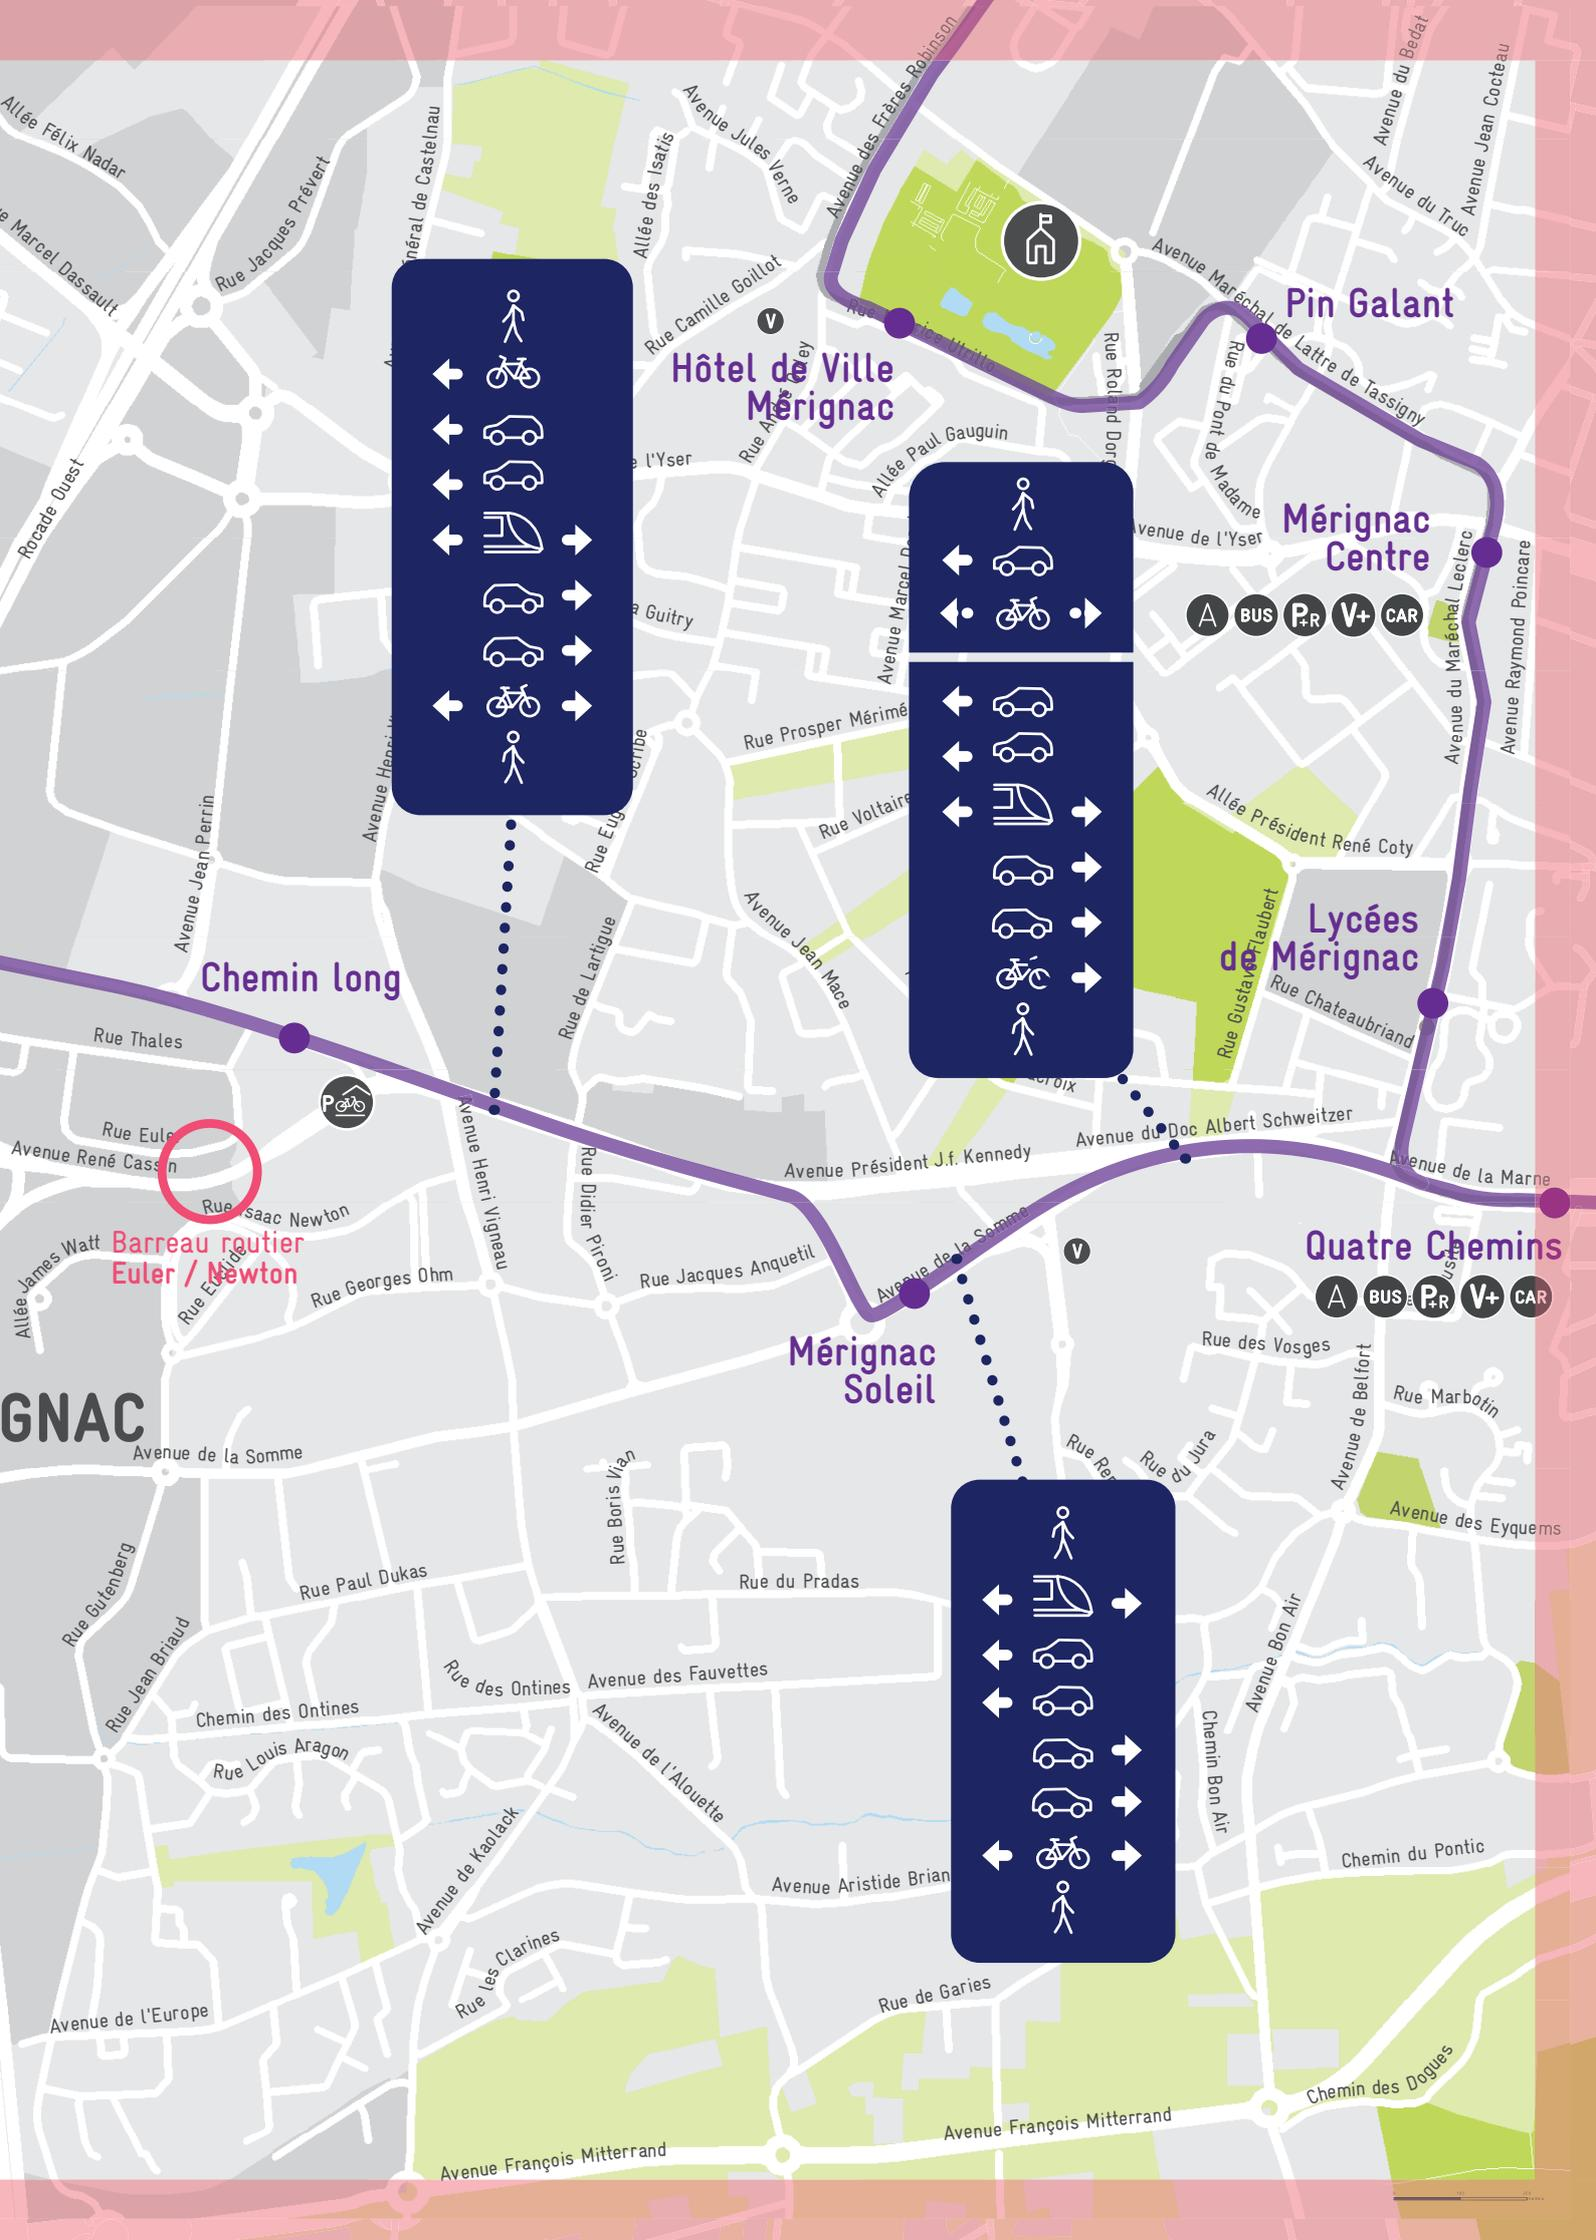 Avenue des Frères Robinson
Avenue du Bedat
Avenue Jean Cocteau
Allée Félix Nadar
Avenue Jules Verne
Allée des Isatis
Rue Jacques Prévert
Marcel Dassault
Avenue du Truc
Avenue Maréchal de Lattre de Tassigny
Rue Camille Goillot
Pin Galant
V
Hôtel de Ville
Mérignac
Rue du Pont de Madame
Allée Paul Gauguin
l'Yser
Rocade Ouest
Avenue de l'Yser
Mérignac
Centre
A
BUS
P+R
V+
CAR
Guitry
Avenue du Maréchal Leclerc
Avenue Raymond Poincare
Rue Prosper Mérimé
Rue Voltaire
Allée Président René Coty
Avenue Jean Perrin
Avenue Jean Mace
Rue de Lartigue
Lycées
de Mérignac
Rue Gustave Flaubert
Rue Chateaubriand
Chemin long
Rue Thales
P
Rue Euler
Avenue René Cassin
Rue Isaac Newton
Avenue Henri Vigneau
Rue Didier Pironi
Avenue Président J.f. Kennedy
Avenue du Doc Albert Schweitzer
Avenue de la Marne
Barreau routier
Euler / Newton
Allée James Watt
Rue Euclide
Rue Georges Ohm
Rue Jacques Anquetil
Avenue de la Somme
V
Quatre Chemins
A
BUS
P+R
V+
CAR
Mérignac
Soleil
Rue des Vosges
Avenue de Belfort
Rue Marbotin
GNAC
Avenue de la Somme
Rue Boris Vian
Rue du Jura
Avenue des Eyquems
Rue Gutenberg
Rue Paul Dukas
Rue du Pradas
Rue Jean Briaud
Avenue Bon Air
Rue des Ontines
Avenue des Fauvettes
Chemin des Ontines
Rue Louis Aragon
Avenue de l'Alouette
Chemin Bon Air
Avenue de Kaolack
Chemin du Pontic
Avenue Aristide Brian
Rue les Clarines
Rue de Garies
Avenue de l'Europe
Chemin des Dogues
Avenue François Mitterrand
Avenue François Mitterrand